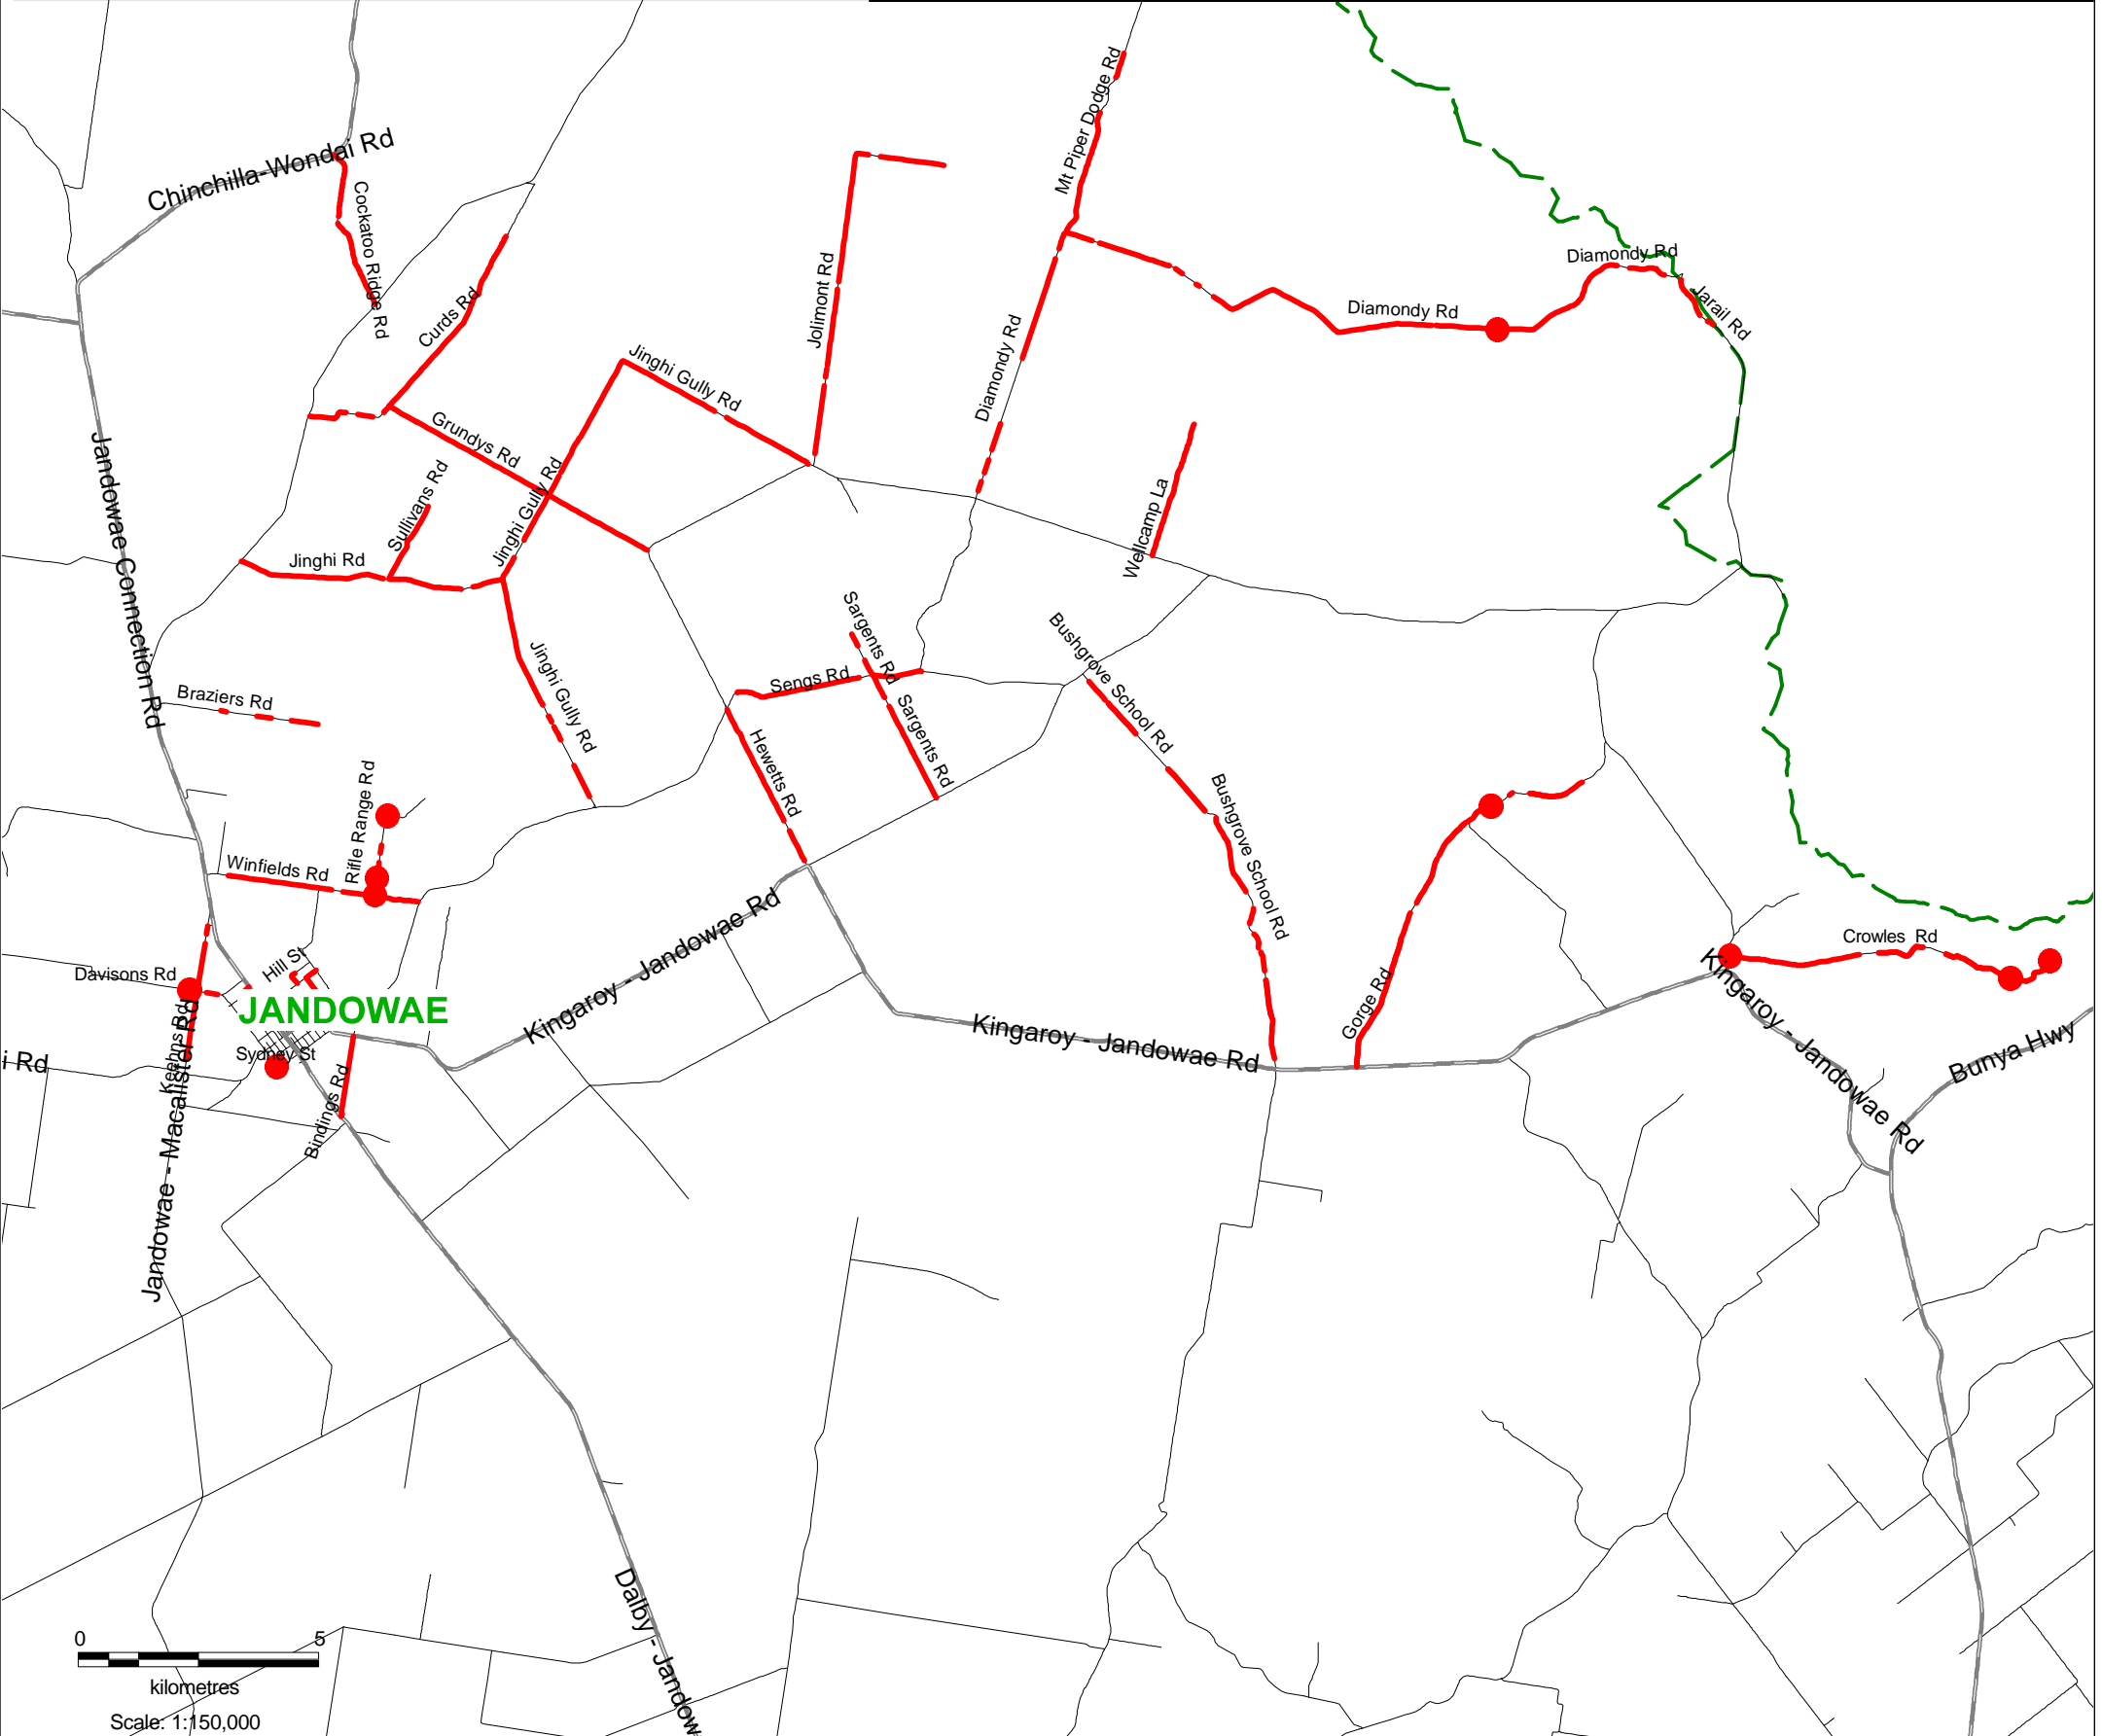 Mt Piper Dodge Rd
Chinchilla-Wondai Rd
Cockatoo Ridge Rd
Curds Rd
Jolimont Rd
Diamondy Rd
Diamondy Rd
Jarail Rd
Diamondy Rd
Jinghi Gully Rd
Grundys Rd
Sullivans Rd
Jinghi Gully Rd
Jinghi Rd
Wellcamp La
Jandowae Connection Rd
Sargents Rd
Bushgrove School Rd
Jinghi Gully Rd
Sengs Rd
Braziers Rd
Sargents Rd
Hewetts Rd
Rifle Range Rd
Bushgrove School Rd
Winfields Rd
Kingaroy - Jandowae Rd
Crowles Rd
Hill St
Davisons Rd
JANDOWAE
Gorge Rd
Kingaroy - Jandowae Rd
Kingaroy - Jandowae Rd
Bunya Hwy
Keehns Rd
Sydney St
i Rd
Bindings Rd
Jandowae - Macalister Rd
Dalby - Jandow
0 5
kilometres
Scale: 1:150,000